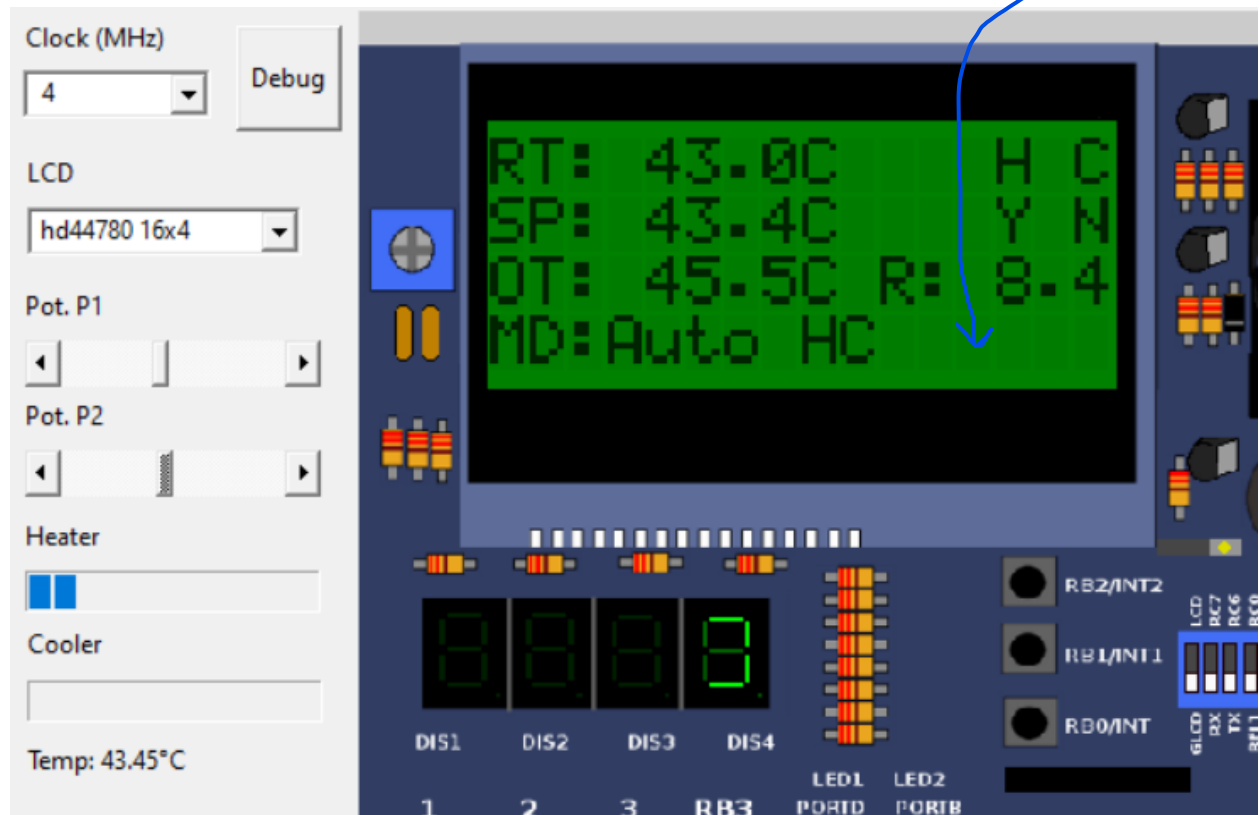 Clock (MHz)
Debug
4
LCD
hd44780 16x4
Pot. P1
Pot. P2
Heater
Cooler
Temp: 43.45°C
RT: 43.0C H C
SP: 43.4C Y N
OT: 45.5C R: 8.4
MD:Auto HC
RB2/INT2
RB1/INT1
RB0/INT
LCD
RC7
RC6
RC0
GLCD
RX
TX
REL1
DIS1 DIS2 DIS3 DIS4
LED1 LED2
1 2 3 RB3 PORTD PORTB